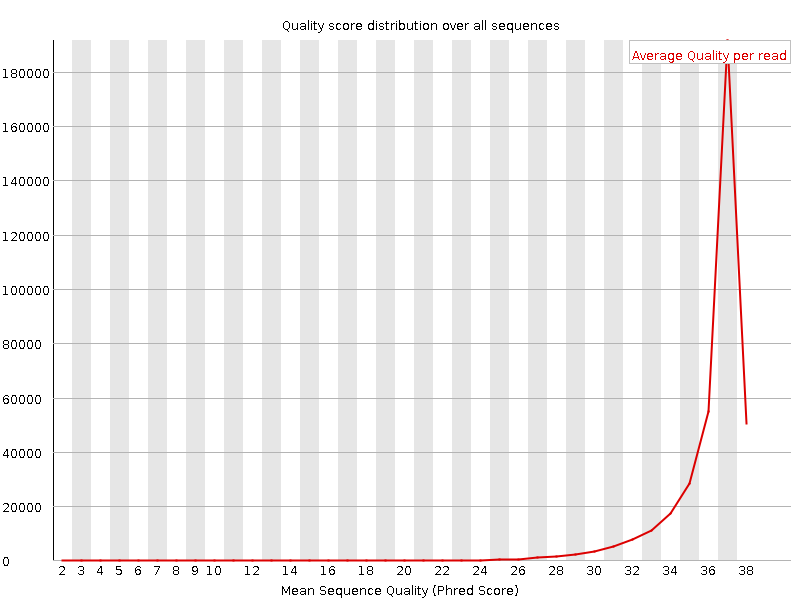 Quality score distribution over all sequences
Average Quality per read
180000
160000
140000
120000
100000
80000
60000
40000
20000
0
2 3 4 5 6 7 8 9 10 12 14 16 18 20 22 24 26 28 30 32 34 36 38
Mean Sequence Quality (Phred Score)